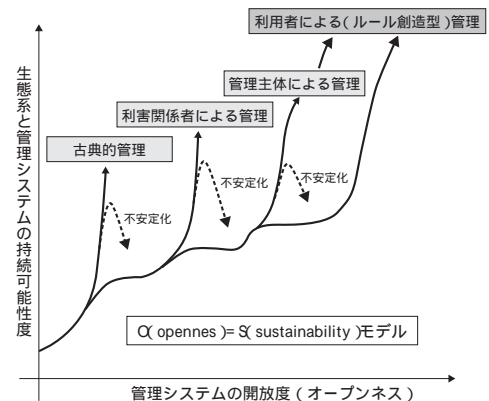 利用者による(ルール創造型)管理
管理主体による管理
利害関係者による管理
古典的管理
不安定化
不安定化
不安定化
生態系と管理システムの持続可能性度
O( opennes )= S( sustainability )モデル
管理システムの開放度(オープンネス)